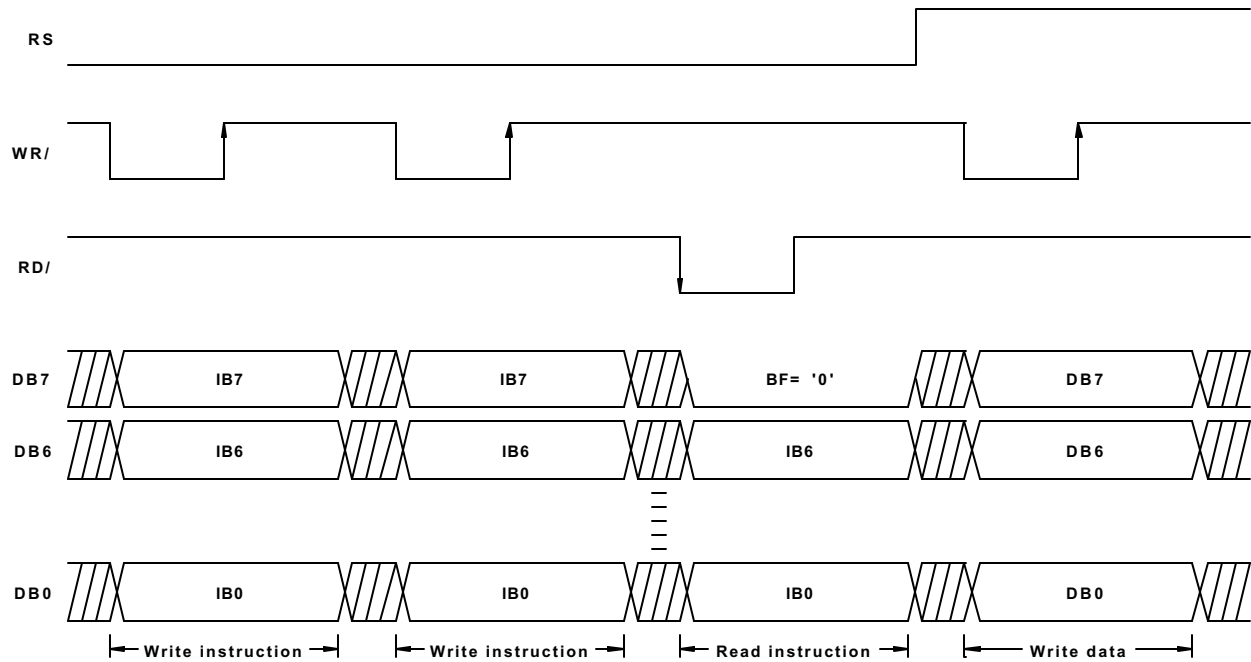 RS
WR/
RD/
DB7 IB7 IB7 BF= '0' DB7
DB6 IB6 IB6 IB6 DB6
DB0 IB0 IB0 IB0 DB0
Write instruction Write instruction Read instruction Write data